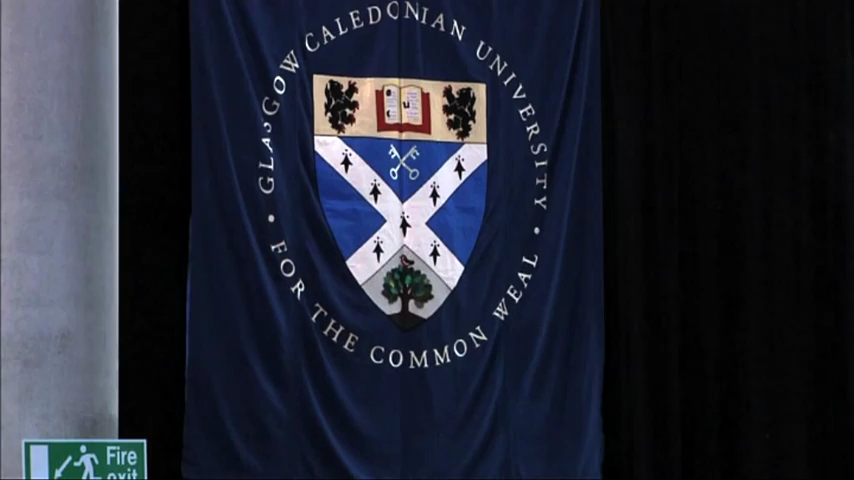 GLASGOW CALEDONIAN UNIVERSITY
• FOR THE COMMON WEAL •
Fire
exit